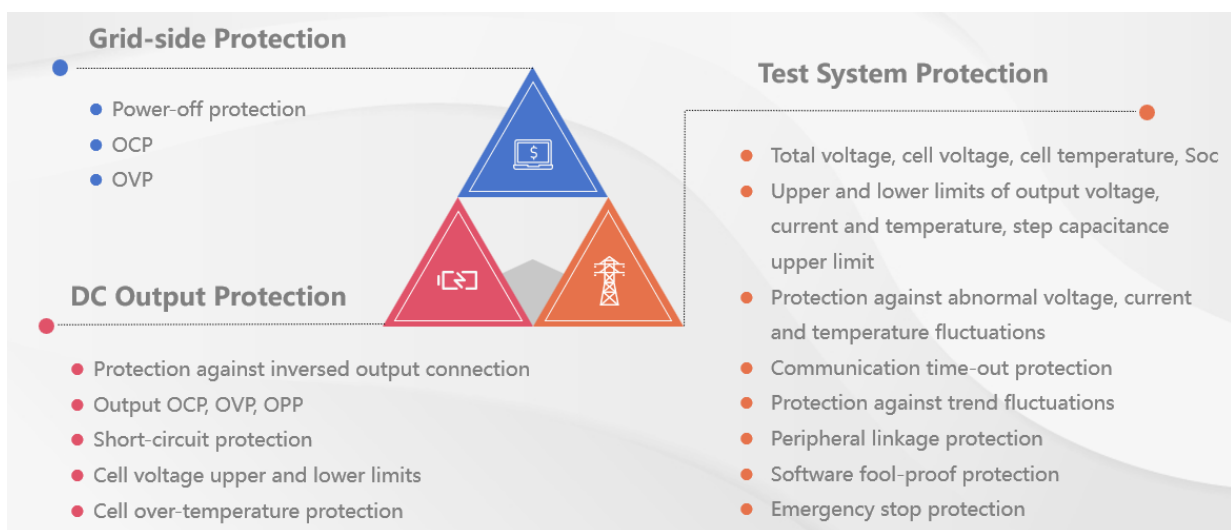 Grid-side Protection
Power-off protection
OCP
OVP
$
DC Output Protection
Protection against inversed output connection
Output OCP, OVP, OPP
Short-circuit protection
Cell voltage upper and lower limits
Cell over-temperature protection
Test System Protection
Total voltage, cell voltage, cell temperature, Soc
Upper and lower limits of output voltage,
current and temperature, step capacitance
upper limit
Protection against abnormal voltage, current
and temperature fluctuations
Communication time-out protection
Protection against trend fluctuations
Peripheral linkage protection
Software fool-proof protection
Emergency stop protection